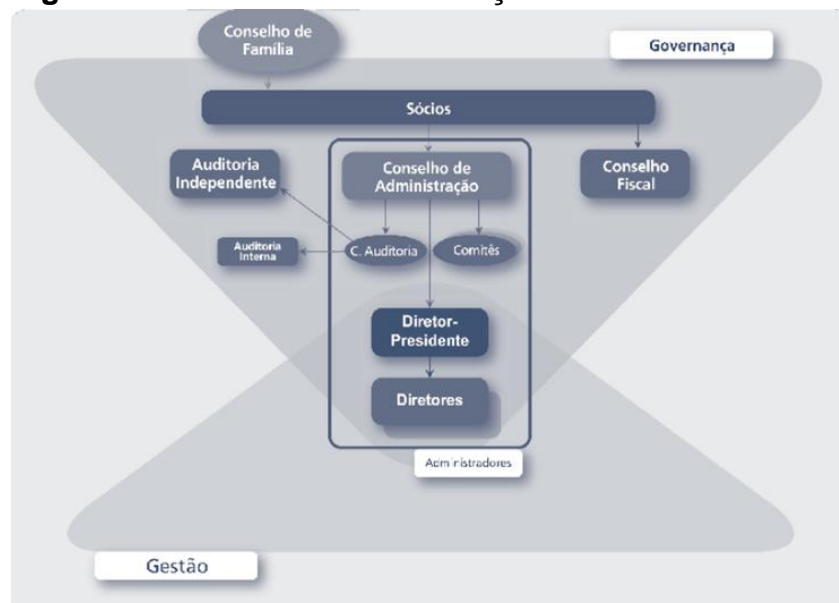 Conselho de
Família
Governança
Sócios
Auditoria
Independente
Conselho de
Administração
Conselho
Fiscal
Auditoria
Interna
C. Auditoria
Comitês
Diretor-
Presidente
Diretores
Administradores
Gestão